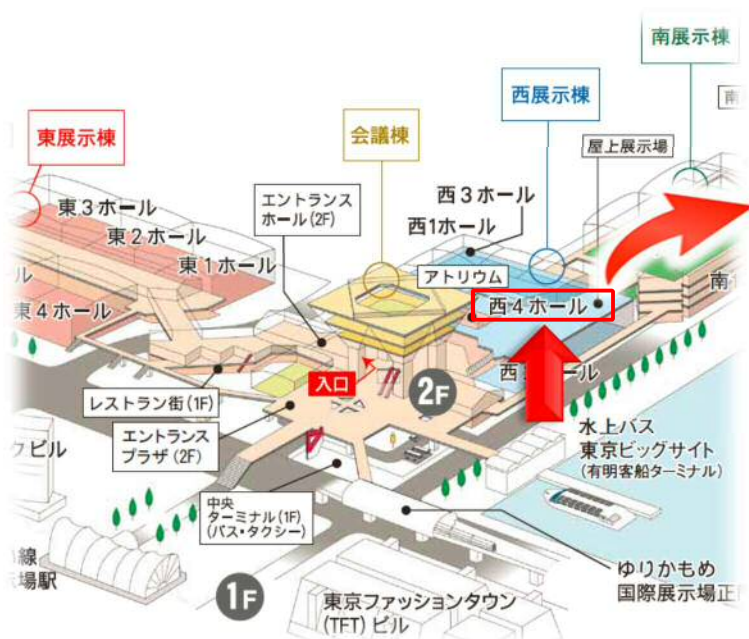 南展示棟
西展示棟
会議棟
東展示棟
屋上展示場
エントランス
ホール(2F)
西3ホール
西1ホール
東3ホール
東2ホール
東1ホール
アトリウム
西4ホール
東4ホール
入口
2F
レストラン街(1F)
エントランス
プラザ(2F)
水上バス
東京ビッグサイト
(有明客船ターミナル)
中央
ターミナル(1F)
(バス・タクシー)
ゆりかもめ
国際展示場正
1F
東京ファッションタウン
(TFT)ビル